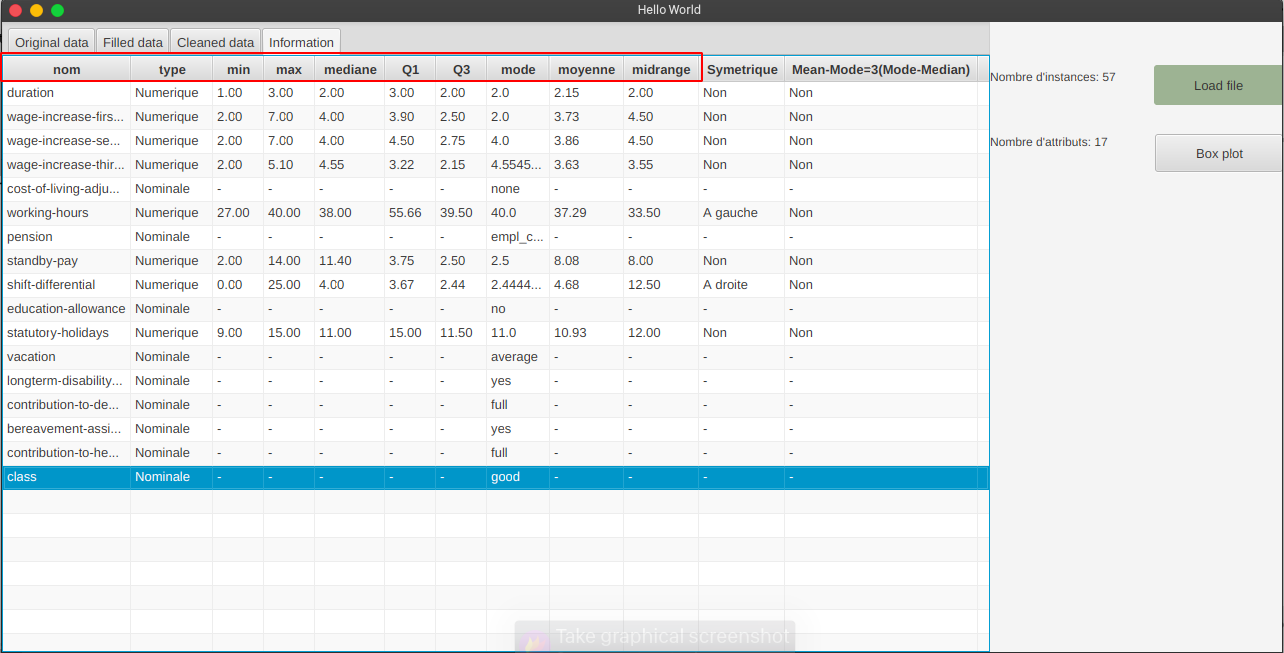 Hello World
Original data Filled data Cleaned data Information
nom type min max mediane Q1 Q3 mode moyenne midrange Symetrique Mean-Mode=3(Mode-Median)
Nombre d'instances: 57 Load file
duration Numerique 1.00 3.00 2.00 3.00 2.00 2.0 2.15 2.00 Non Non
wage-increase-firs... Numerique 2.00 7.00 4.00 3.90 2.50 2.0 3.73 4.50 Non Non
wage-increase-se... Numerique 2.00 7.00 4.00 4.50 2.75 4.0 3.86 4.50 Non Non
Nombre d'attributs: 17 Box plot
wage-increase-thir... Numerique 2.00 5.10 4.55 3.22 2.15 4.5545... 3.63 3.55 Non Non
cost-of-living-adju... Nominale - - - - - none - - - -
working-hours Numerique 27.00 40.00 38.00 55.66 39.50 40.0 37.29 33.50 A gauche Non
pension Nominale - - - - - empl_c... - - - -
standby-pay Numerique 2.00 14.00 11.40 3.75 2.50 2.5 8.08 8.00 Non Non
shift-differential Numerique 0.00 25.00 4.00 3.67 2.44 2.4444... 4.68 12.50 A droite Non
education-allowance Nominale - - - - - no - - - -
statutory-holidays Numerique 9.00 15.00 11.00 15.00 11.50 11.0 10.93 12.00 Non Non
vacation Nominale - - - - - average - - - -
longterm-disability... Nominale - - - - - yes - - - -
contribution-to-de... Nominale - - - - - full - - - -
bereavement-assi... Nominale - - - - - yes - - - -
contribution-to-he... Nominale - - - - - full - - - -
class Nominale - - - - - good - - - -
Take graphical screenshot